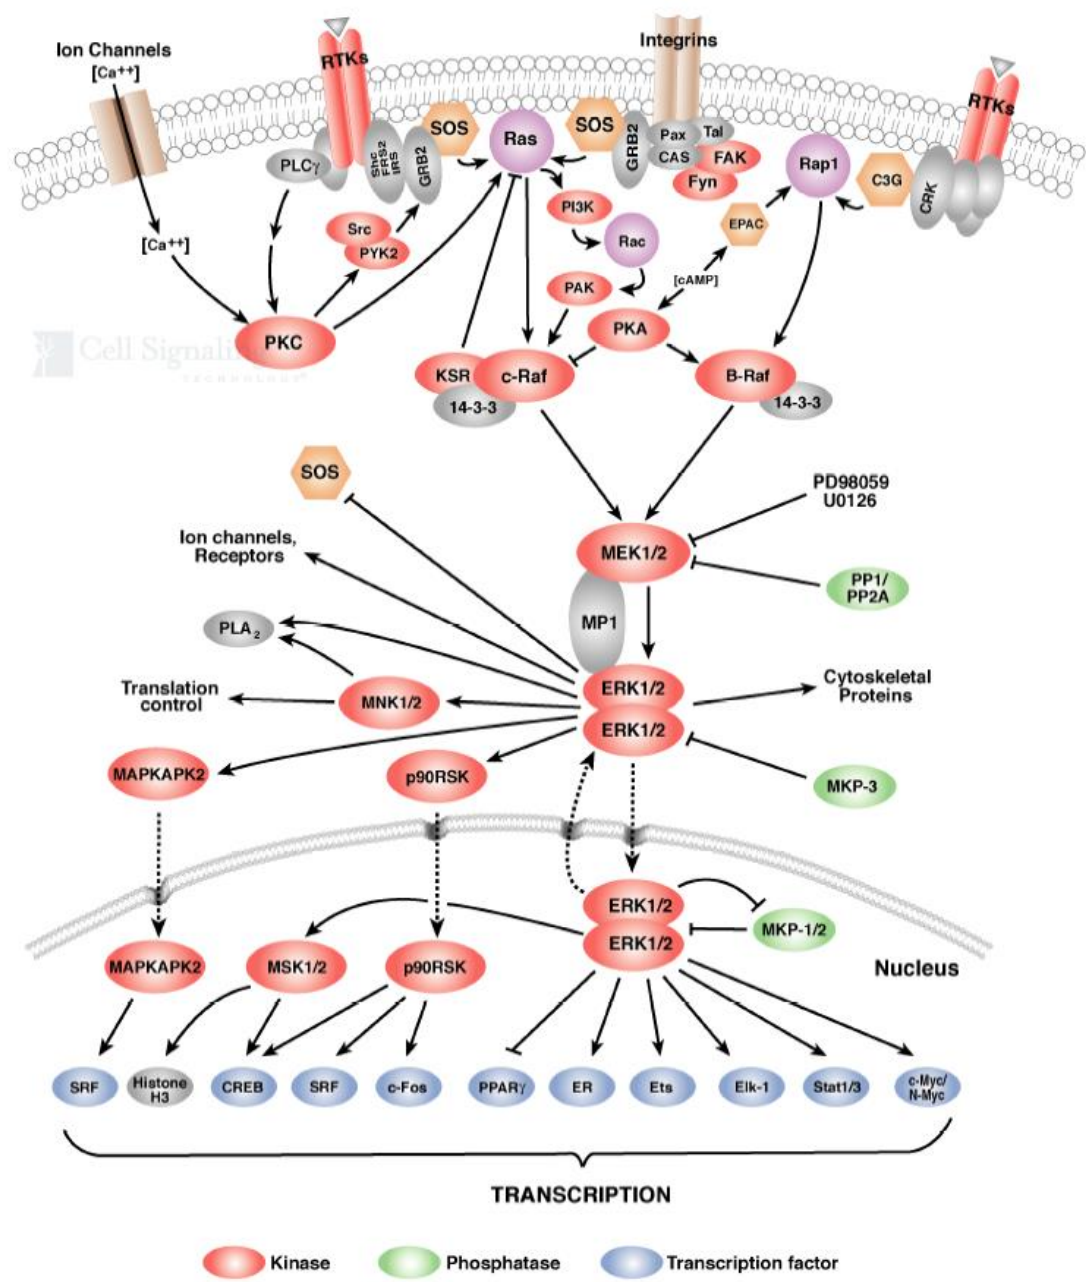 Ion Channels
[Ca++]
RTKs
Integrins
RTKs
SOS
Ras
SOS
GRB2
Pax
Tal
CAS
FAK
Fyn
Rap1
C3G
CRK
PLCγ
Shc
FRS2
IRS
GRB2
PI3K
EPAC
Src
PYK2
Rac
[Ca++]
[cAMP]
PAK
PKA
PKC
Cell Signaling
TECHNOLOGY®
KSR
c-Raf
14-3-3
B-Raf
14-3-3
SOS
PD98059
U0126
Ion channels,
Receptors
MEK1/2
PP1/
PP2A
MP1
PLA2
Translation
control
MNK1/2
ERK1/2
ERK1/2
Cytoskeletal
Proteins
MAPKAPK2
p90RSK
MKP-3
ERK1/2
ERK1/2
MKP-1/2
MAPKAPK2
MSK1/2
p90RSK
Nucleus
SRF
Histone
H3
CREB
SRF
c-Fos
PPARγ
ER
Ets
Elk-1
Stat1/3
c-Myc/
N-Myc
TRANSCRIPTION
Kinase
Phosphatase
Transcription factor